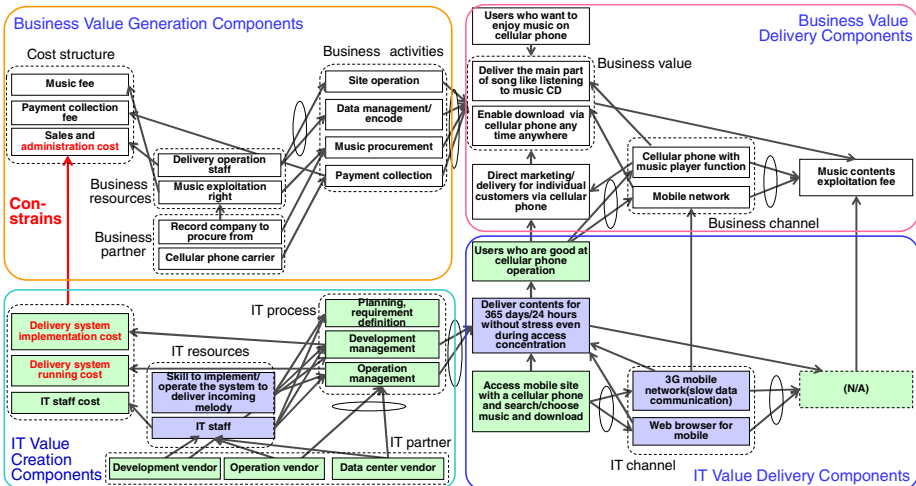 Business Value Generation Components
Cost structure
Music fee
Payment collection
fee
Sales and
administration cost
Business activities
Site operation
Data management/
encode
Music procurement
Payment collection
Delivery operation
staff
Music exploitation
right
Business
resources
Record company to
procure from
Cellular phone carrier
Business
partner
Con-
strains
Users who want to
enjoy music on
cellular phone
Business Value
Delivery Components
Deliver the main part
of song like listening
to music CD
Business value
Enable download via
cellular phone any
time anywhere
Direct marketing/
delivery for individual
customers via cellular
phone
Cellular phone with
music player function
Mobile network
Business channel
Music contents
exploitation fee
Users who are good at
cellular phone
operation
Delivery system
implementation cost
Delivery system
running cost
IT staff cost
IT process
Planning,
requirement
definition
Development
management
Operation
management
IT resources
Skill to implement/
operate the system to
deliver incoming
melody
IT staff
IT partner
Development vendor
Operation vendor
Data center vendor
IT Value
Creation
Components
Deliver contents for
365 days/24 hours
without stress even
during access
concentration
Access mobile site
with a cellular phone
and search/choose
music and download
3G mobile
network(slow data
communication)
Web browser for
mobile
IT channel
(N/A)
IT Value Delivery Components